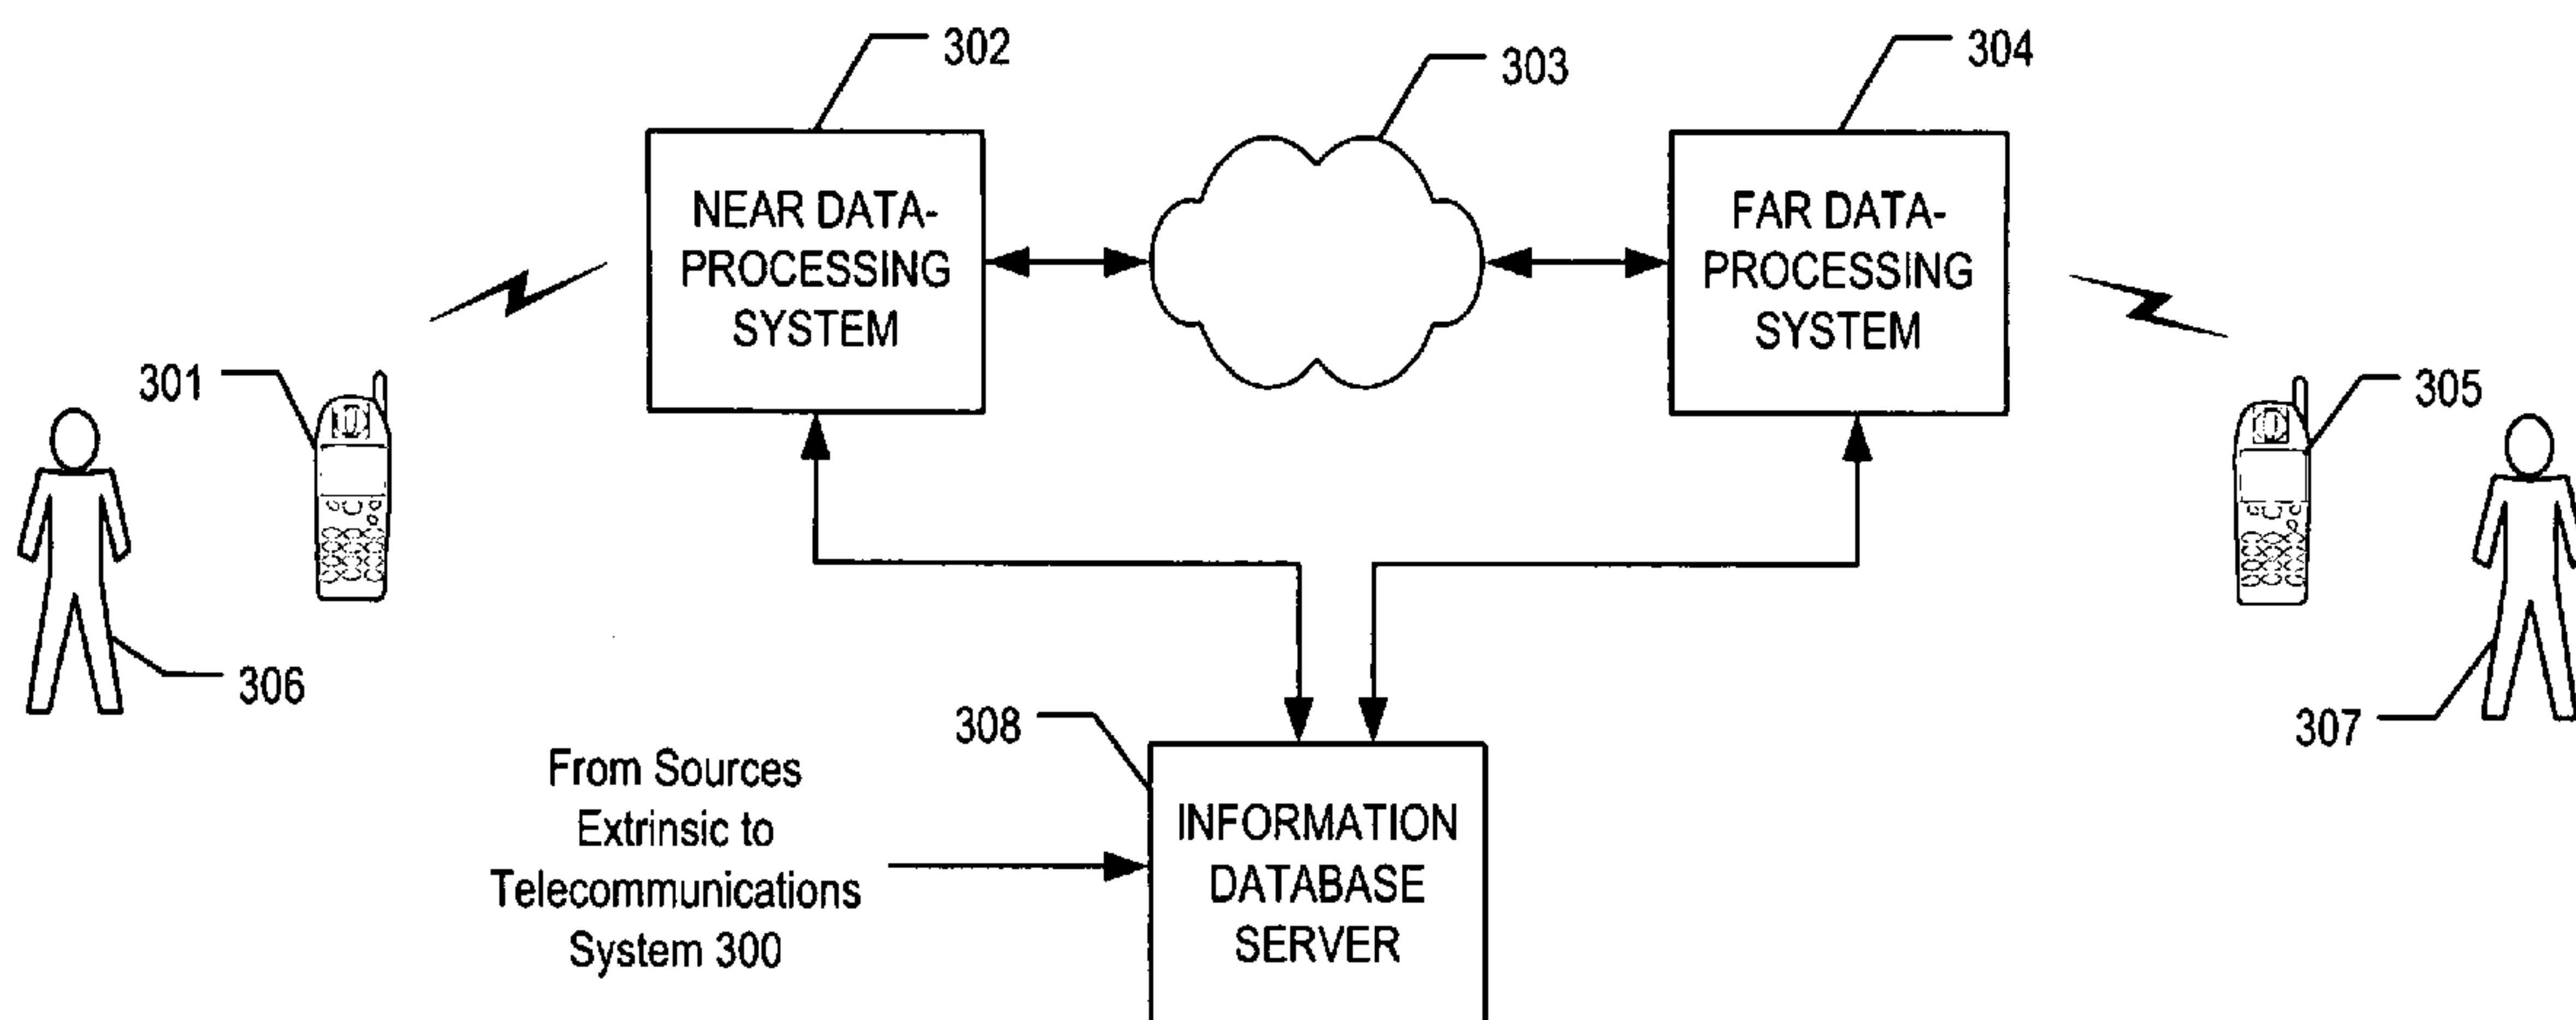 302
303
304
NEAR DATA-
PROCESSING
SYSTEM
FAR DATA-
PROCESSING
SYSTEM
301
305
306
307
308
From Sources
Extrinsic to
Telecommunications
System 300
INFORMATION
DATABASE
SERVER